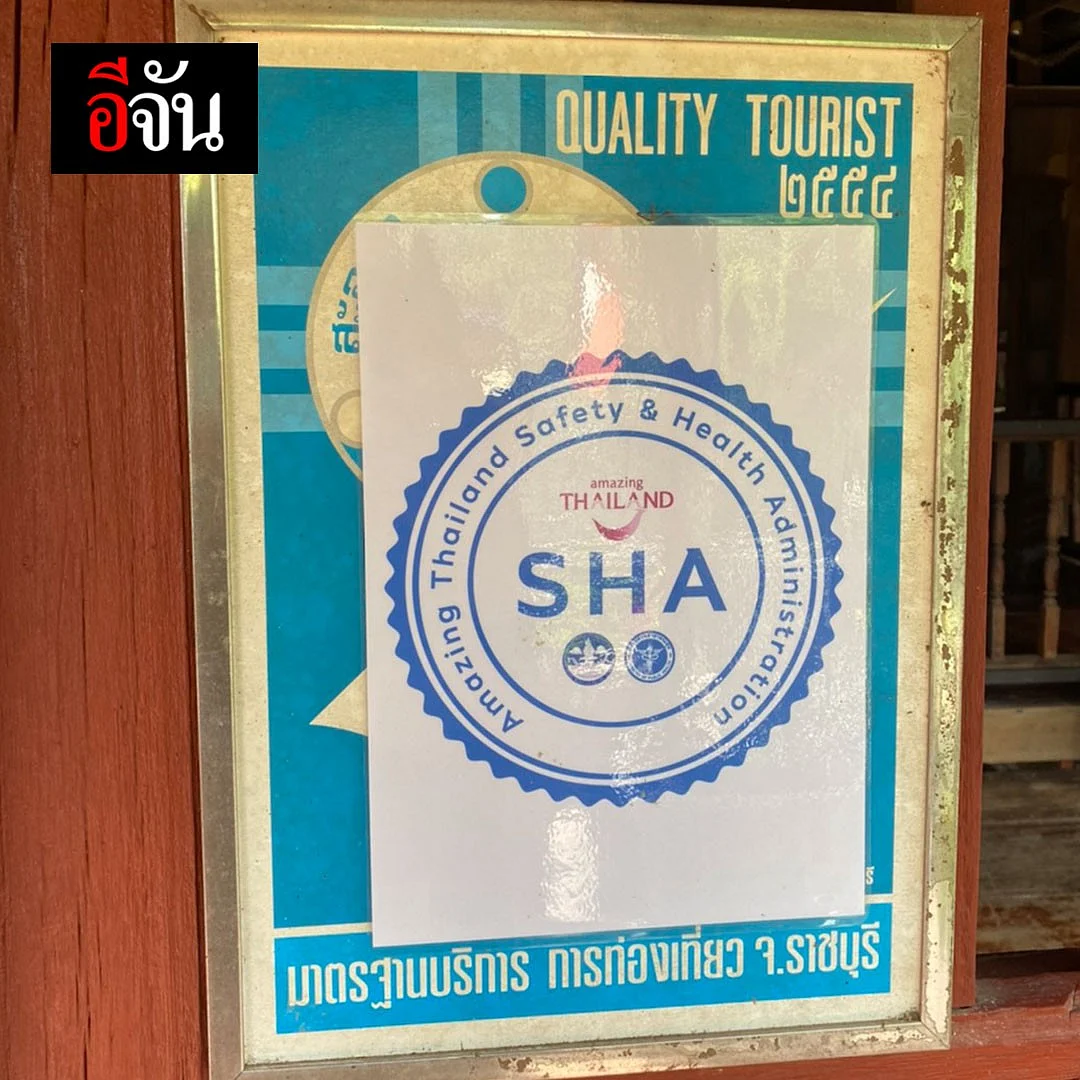 อีจัน
QUALITY TOURIST
๒๕๕๔
Amazing Thailand Safety & Health Administration
amazing
THAILAND
SHA
มาตรฐานบริการ การท่องเที่ยว จ.ราชบุรี